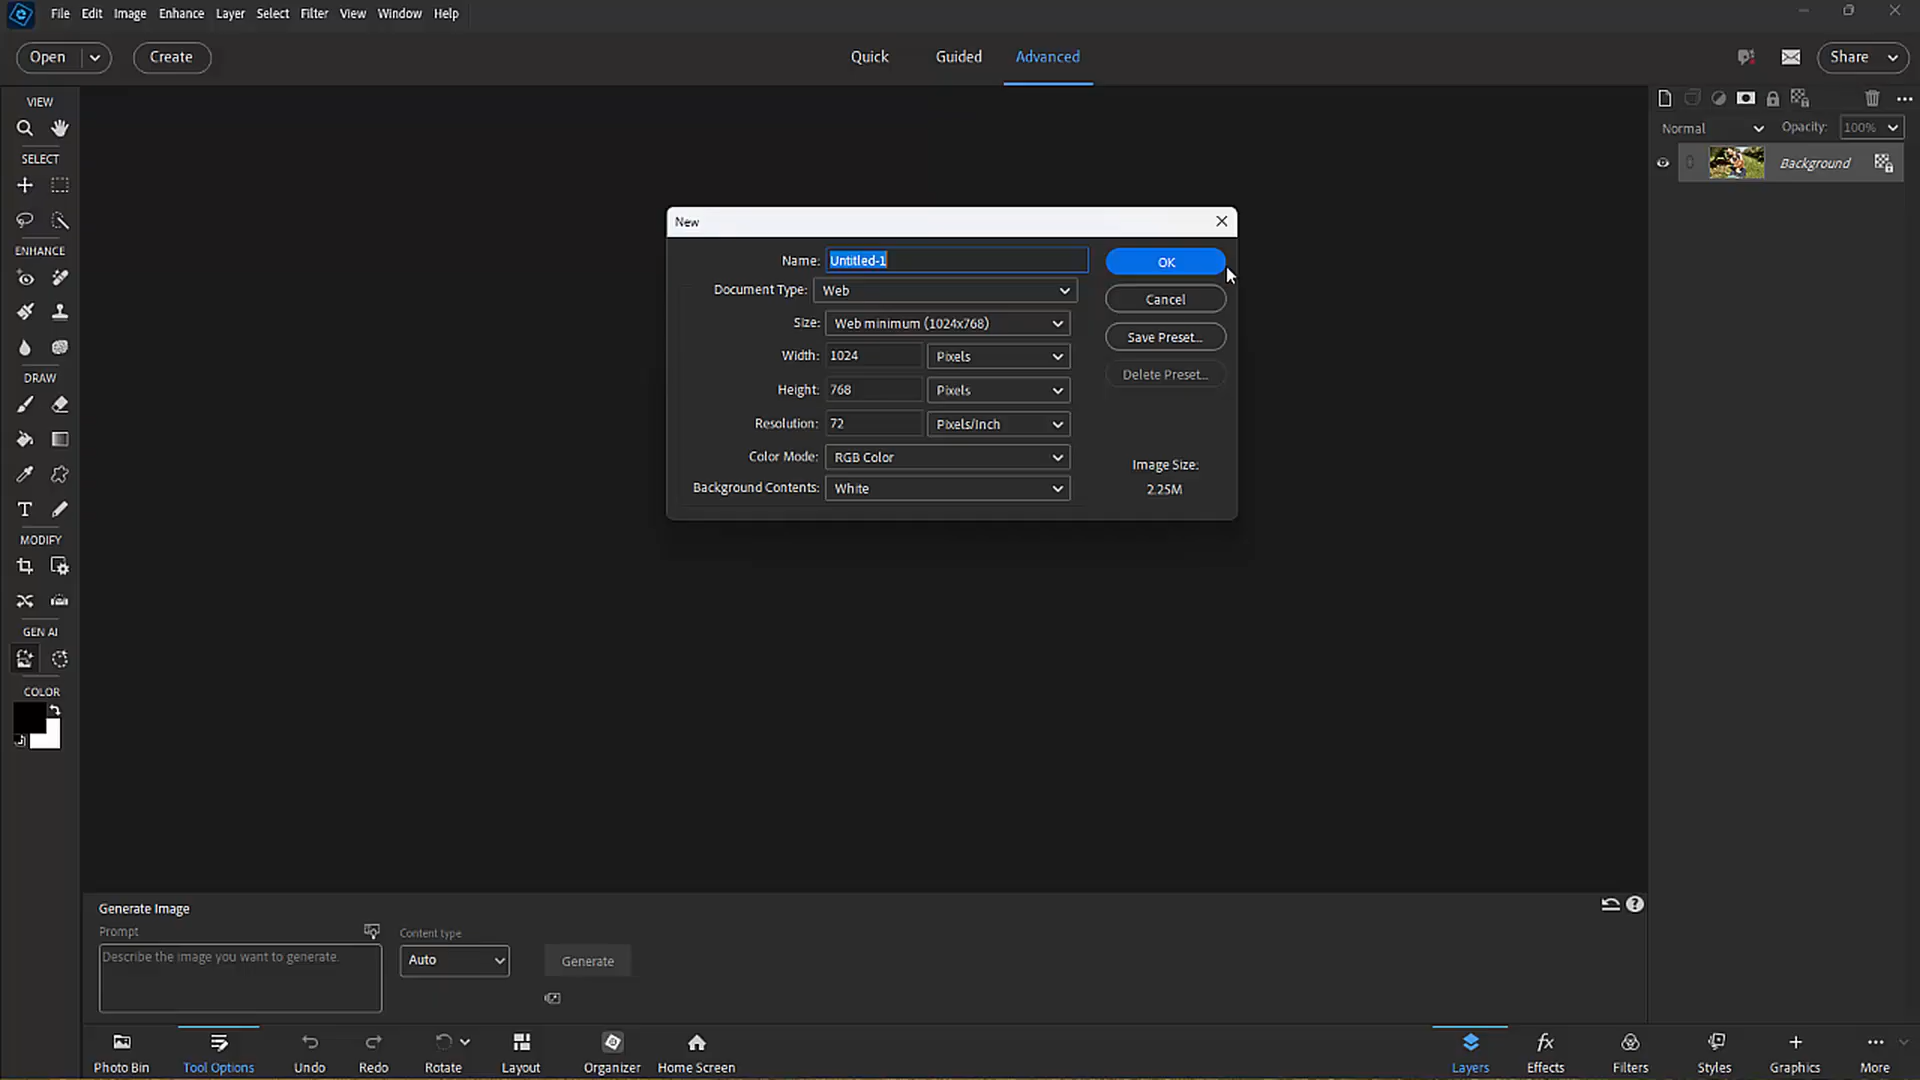 File Edit Image Enhance Layer Select Filter View Window Help
Open Create Quick Guided Advanced Share
VIEW
SELECT
ENHANCE
DRAW
MODIFY
GEN AI
COLOR
New
Name: Untitled-1 OK
Document Type: Web Cancel
Size: Web minimum (1024x768)
Save Preset...
Width: 1024 Pixels
Delete Preset...
Height: 768 Pixels
Resolution: 72 Pixels/Inch
Color Mode: RGB Color
Image Size:
Background Contents: White 2.25M
Normal Opacity: 100%
Background
Generate Image
Prompt Content type
Describe the image you want to generate. Auto Generate
Photo Bin Tool Options Undo Redo Rotate Layout Organizer Home Screen Layers Effects Filters Styles Graphics More